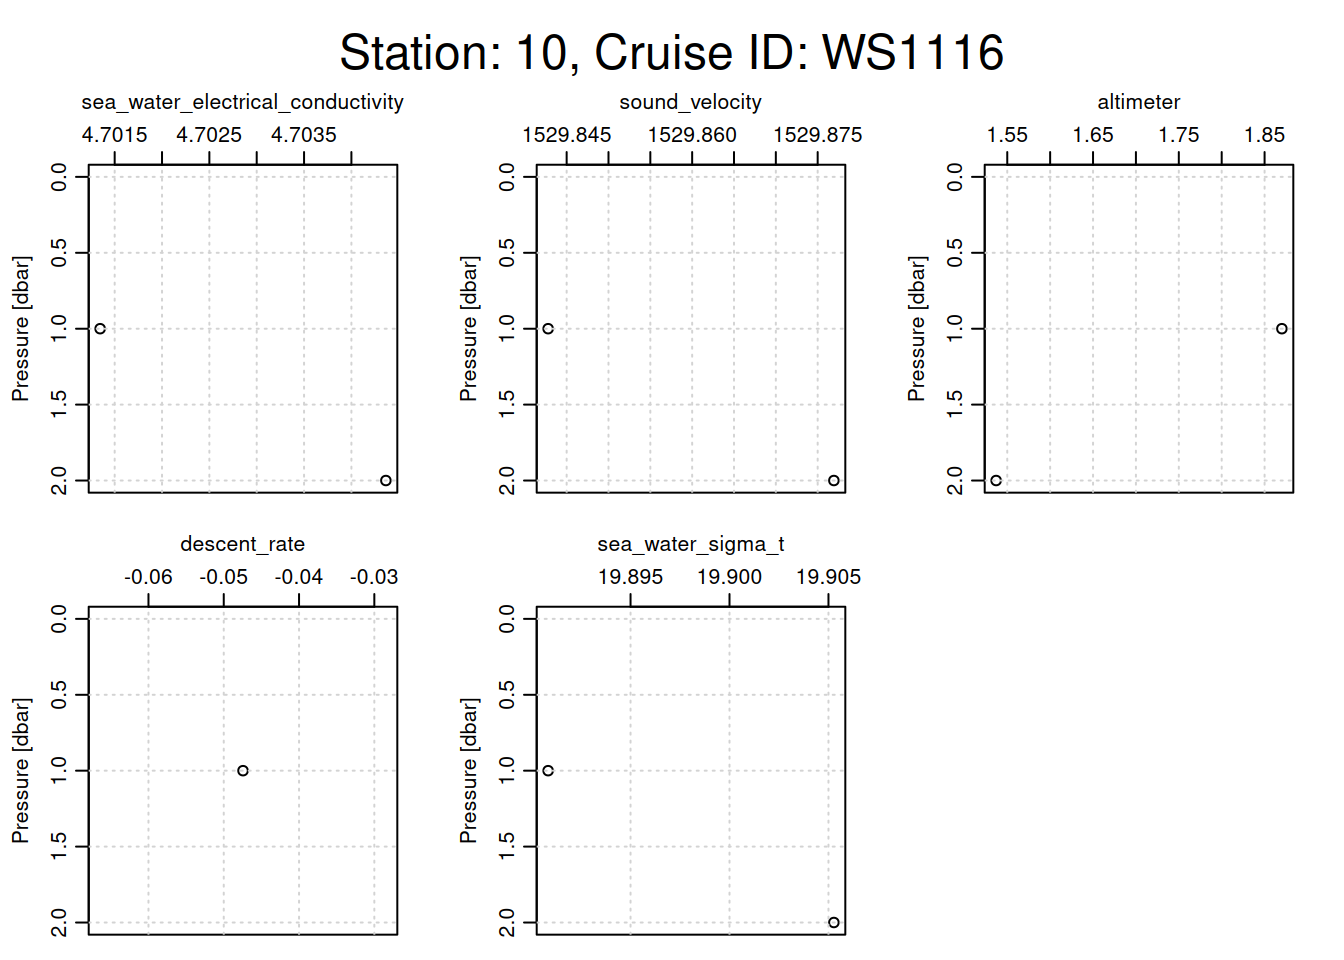 Station: 10, Cruise ID: WS1116
sea_water_electrical_conductivity
4.7015 4.7025 4.7035
Pressure [dbar]
0.0
0.5
1.0
1.5
2.0
sound_velocity
1529.845 1529.860 1529.875
Pressure [dbar]
0.0
0.5
1.0
1.5
2.0
altimeter
1.55 1.65 1.75 1.85
Pressure [dbar]
0.0
0.5
1.0
1.5
2.0
descent_rate
-0.06 -0.05 -0.04 -0.03
Pressure [dbar]
0.0
0.5
1.0
1.5
2.0
sea_water_sigma_t
19.895 19.900 19.905
Pressure [dbar]
0.0
0.5
1.0
1.5
2.0